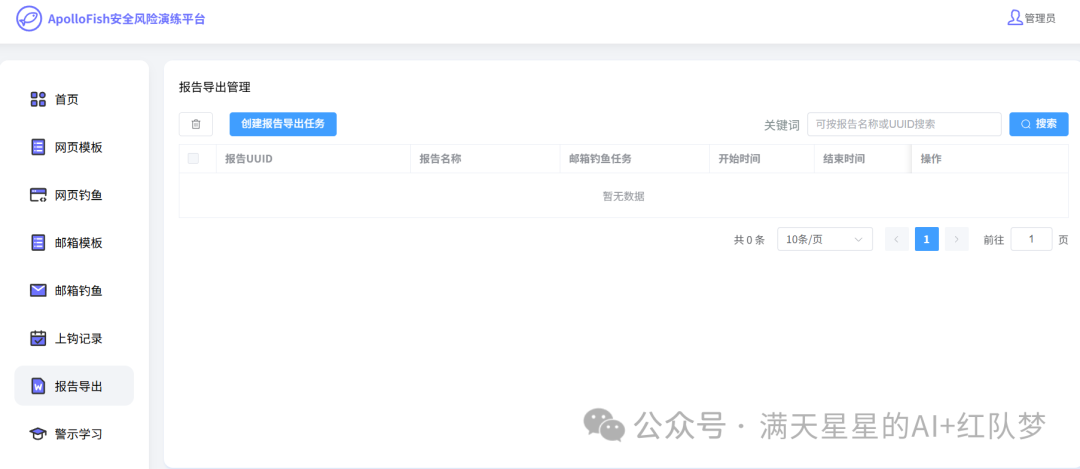 ApolloFish安全风险演练平台
管理员
首页
网页模板
网页钓鱼
邮箱模板
邮箱钓鱼
上钩记录
报告导出
警示学习
报告导出管理
创建报告导出任务 关键词 可按报告名称或UUID搜索 搜索
报告UUID 报告名称 邮箱钓鱼任务 开始时间 结束时间 操作
暂无数据
共 0 条 10条/页 1 前往 1 页
公众号 · 满天星星的AI+红队梦